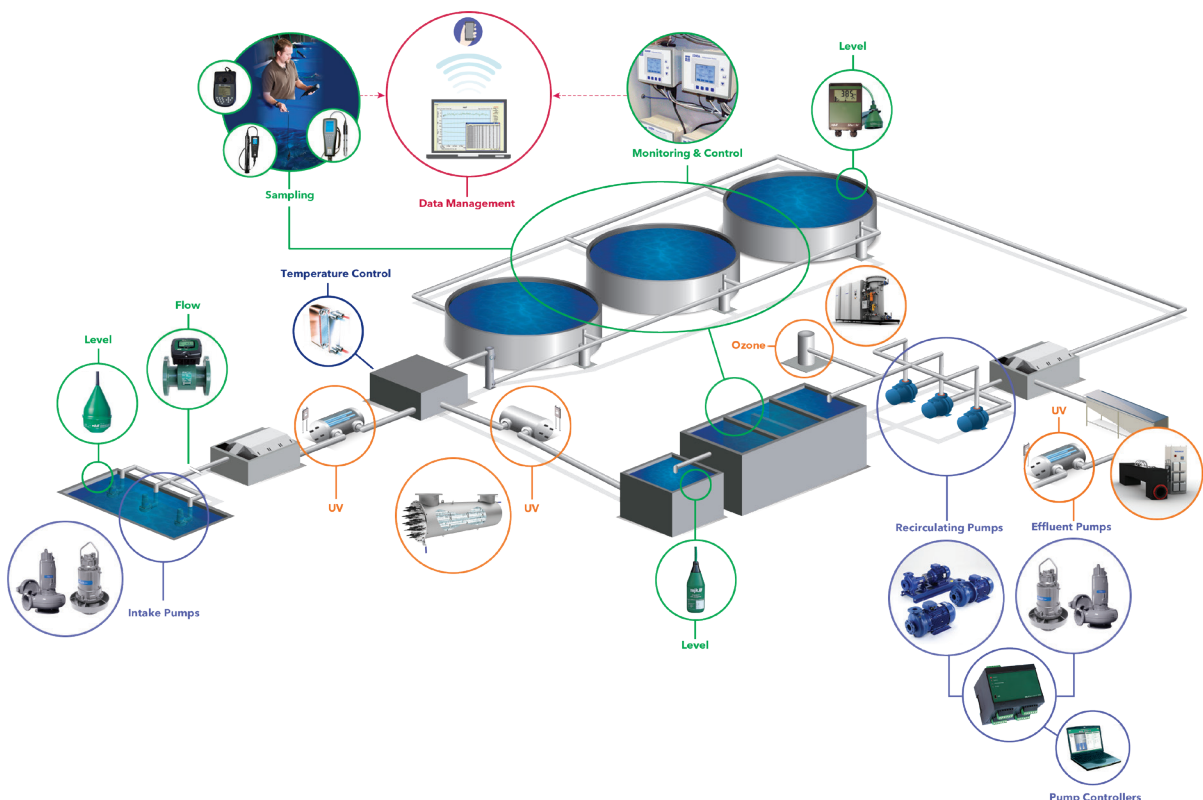 Level
Monitoring & Control
Sampling
Data Management
Temperature Control
Flow
Level
Ozone
UV
UV
UV
Recirculating Pumps
Effluent Pumps
Intake Pumps
Level
Pump Controllers